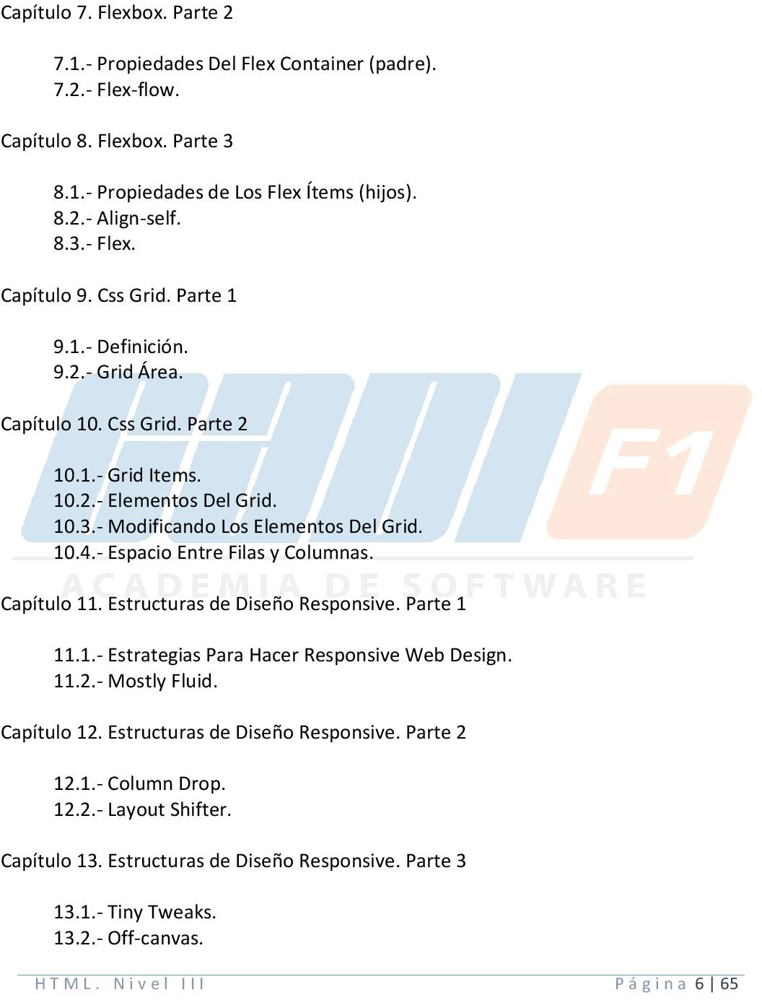 Capítulo 7. Flexbox. Parte 2
7.1.- Propiedades Del Flex Container (padre).
7.2.- Flex-flow.
Capítulo 8. Flexbox. Parte 3
8.1.- Propiedades de Los Flex Ítems (hijos).
8.2.- Align-self.
8.3.- Flex.
Capítulo 9. Css Grid. Parte 1
9.1.- Definición.
9.2.- Grid Área.
Capítulo 10. Css Grid. Parte 2
10.1.- Grid Items.
10.2.- Elementos Del Grid.
10.3.- Modificando Los Elementos Del Grid.
10.4.- Espacio Entre Filas y Columnas.
CADI F1
ACADEMIA DE SOFTWARE
Capítulo 11. Estructuras de Diseño Responsive. Parte 1
11.1.- Estrategias Para Hacer Responsive Web Design.
11.2.- Mostly Fluid.
Capítulo 12. Estructuras de Diseño Responsive. Parte 2
12.1.- Column Drop.
12.2.- Layout Shifter.
Capítulo 13. Estructuras de Diseño Responsive. Parte 3
13.1.- Tiny Tweaks.
13.2.- Off-canvas.
HTML. Nivel III Página 6 | 65